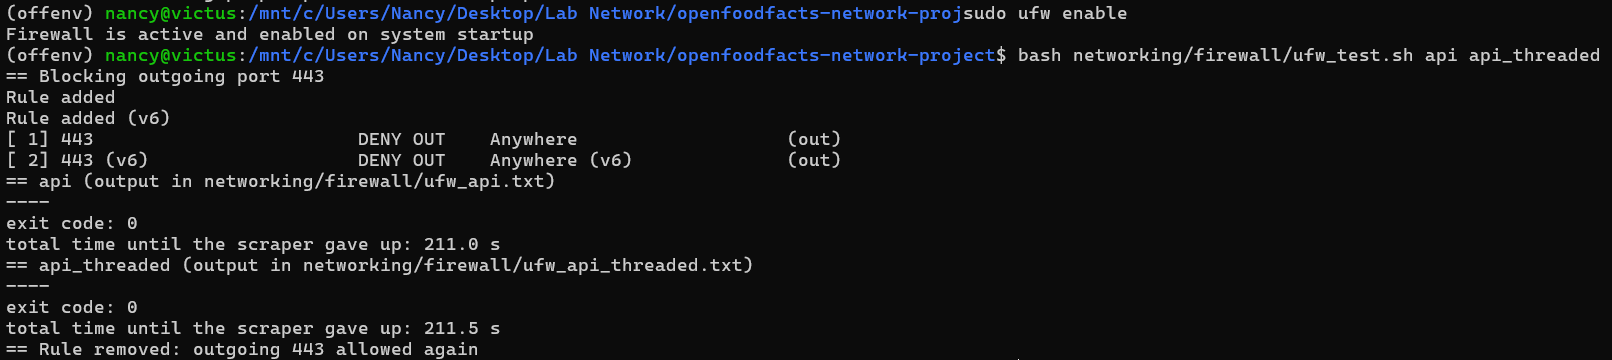 (offenv) nancy@victus:/mnt/c/Users/Nancy/Desktop/Lab Network/openfoodfacts-network-projsudo ufw enable
Firewall is active and enabled on system startup
(offenv) nancy@victus:/mnt/c/Users/Nancy/Desktop/Lab Network/openfoodfacts-network-project$ bash networking/firewall/ufw_test.sh api api_threaded
== Blocking outgoing port 443
Rule added
Rule added (v6)
[ 1] 443                        DENY OUT    Anywhere                   (out)
[ 2] 443 (v6)                   DENY OUT    Anywhere (v6)              (out)
== api (output in networking/firewall/ufw_api.txt)
----
exit code: 0
total time until the scraper gave up: 211.0 s
== api_threaded (output in networking/firewall/ufw_api_threaded.txt)
----
exit code: 0
total time until the scraper gave up: 211.5 s
== Rule removed: outgoing 443 allowed again